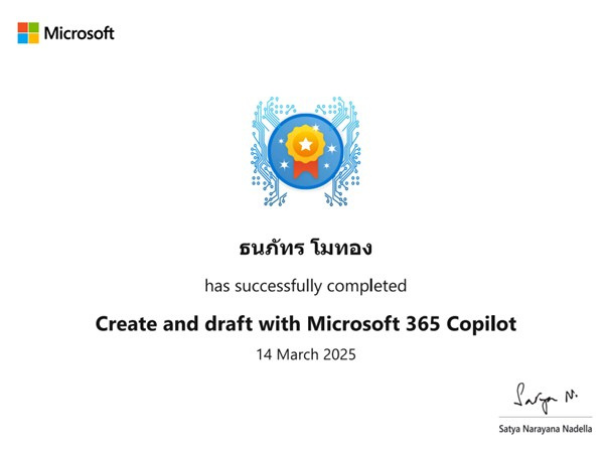 Microsoft
ธนภัทร โมทอง
has successfully completed
Create and draft with Microsoft 365 Copilot
14 March 2025
Satya N.
Satya Narayana Nadella